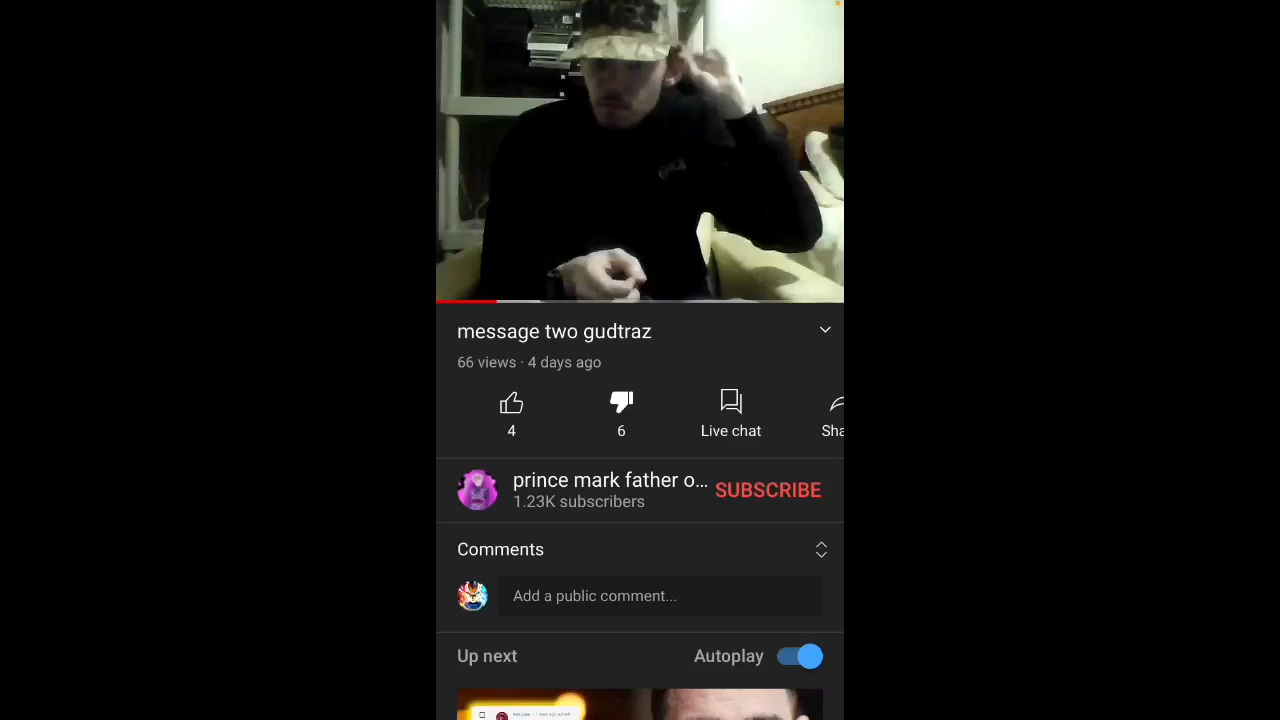 message two gudtraz
66 views · 4 days ago
4
6
Live chat
Sha
prince mark father o...
1.23K subscribers
SUBSCRIBE
Comments
Add a public comment...
Up next
Autoplay